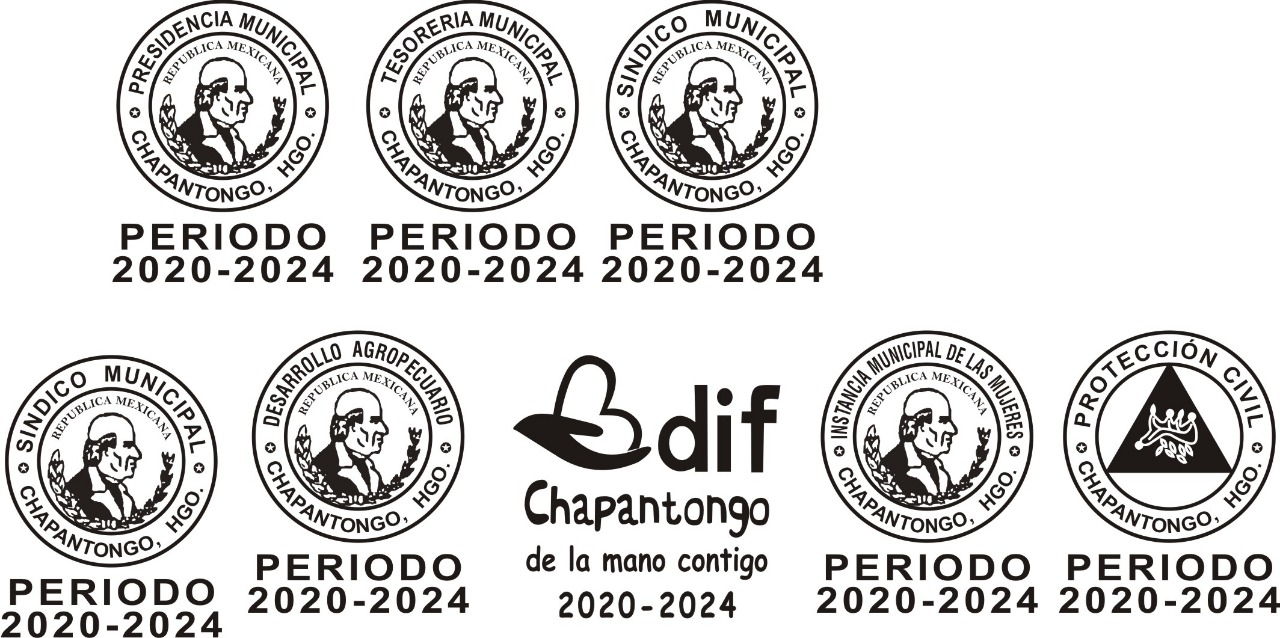 PRESIDENCIA MUNICIPAL
REPUBLICA MEXICANA
CHAPANTONGO, HGO.
PERIODO
2020-2024
TESORERIA MUNICIPAL
REPUBLICA MEXICANA
CHAPANTONGO, HGO.
PERIODO
2020-2024
SINDICO MUNICIPAL
REPUBLICA MEXICANA
CHAPANTONGO, HGO.
PERIODO
2020-2024
SINDICO MUNICIPAL
REPUBLICA MEXICANA
CHAPANTONGO, HGO.
PERIODO
2020-2024
DESARROLLO AGROPECUARIO
REPUBLICA MEXICANA
CHAPANTONGO, HGO.
PERIODO
2020-2024
dif
Chapantongo
de la mano contigo
2020-2024
INSTANCIA MUNICIPAL DE LAS MUJERES
REPUBLICA MEXICANA
CHAPANTONGO, HGO.
PERIODO
2020-2024
PROTECCIÓN CIVIL
CHAPANTONGO, HGO.
PERIODO
2020-2024